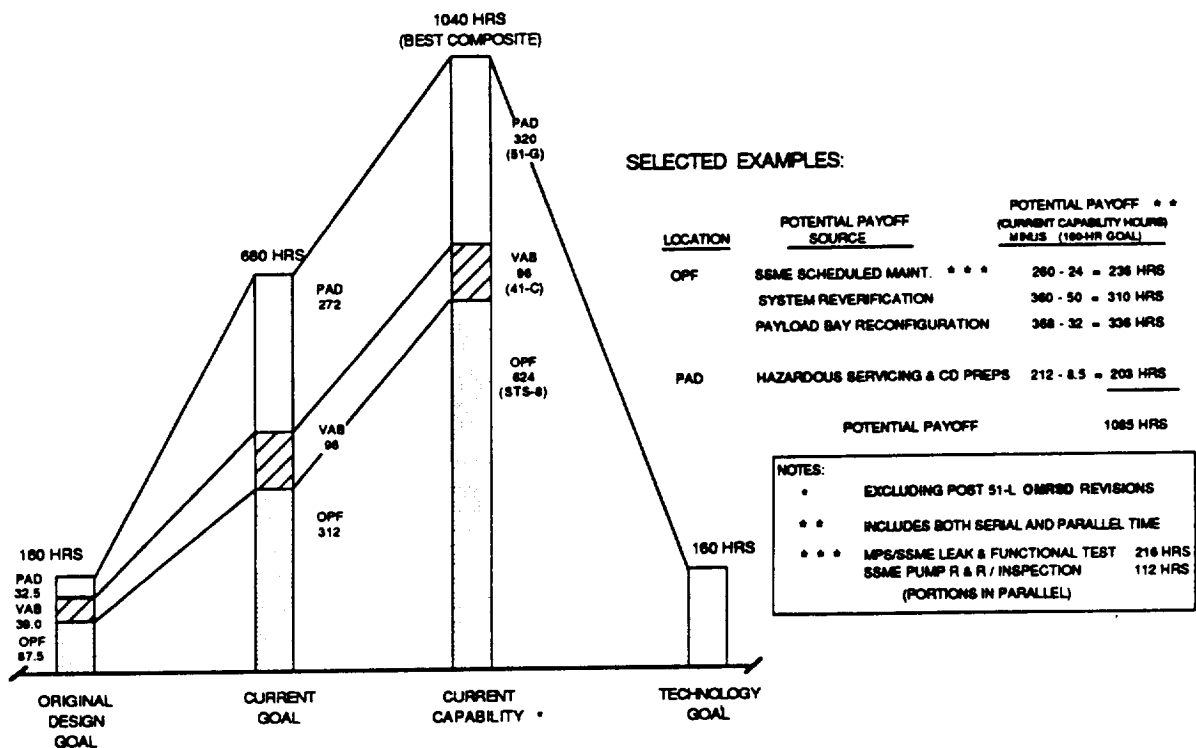 1040 HRS
(BEST COMPOSITE)
PAD
320
(51-G)
VAB
96
(41-C)
OPF
624
(STS-8)
680 HRS
PAD
272
VAB
96
OPF
312
160 HRS
PAD
32.5
VAB
39.0
OPF
87.5
160 HRS
ORIGINAL
DESIGN
GOAL
CURRENT
GOAL
CURRENT
CAPABILITY *
TECHNOLOGY
GOAL
SELECTED EXAMPLES:
LOCATION
POTENTIAL PAYOFF
SOURCE
POTENTIAL PAYOFF * *
(CURRENT CAPABILITY HOURS)
MINUS (160-HR GOAL)
OPF SSME SCHEDULED MAINT. * * * 260 - 24 = 236 HRS
SYSTEM REVERIFICATION 360 - 50 = 310 HRS
PAYLOAD BAY RECONFIGURATION 368 - 32 = 336 HRS
PAD HAZARDOUS SERVICING & CD PREPS 212 - 8.5 = 203 HRS
POTENTIAL PAYOFF 1085 HRS
NOTES:
* EXCLUDING POST 51-L OMRSD REVISIONS
* * INCLUDES BOTH SERIAL AND PARALLEL TIME
* * * MPS/SSME LEAK & FUNCTIONAL TEST 216 HRS
SSME PUMP R & R / INSPECTION 112 HRS
(PORTIONS IN PARALLEL)